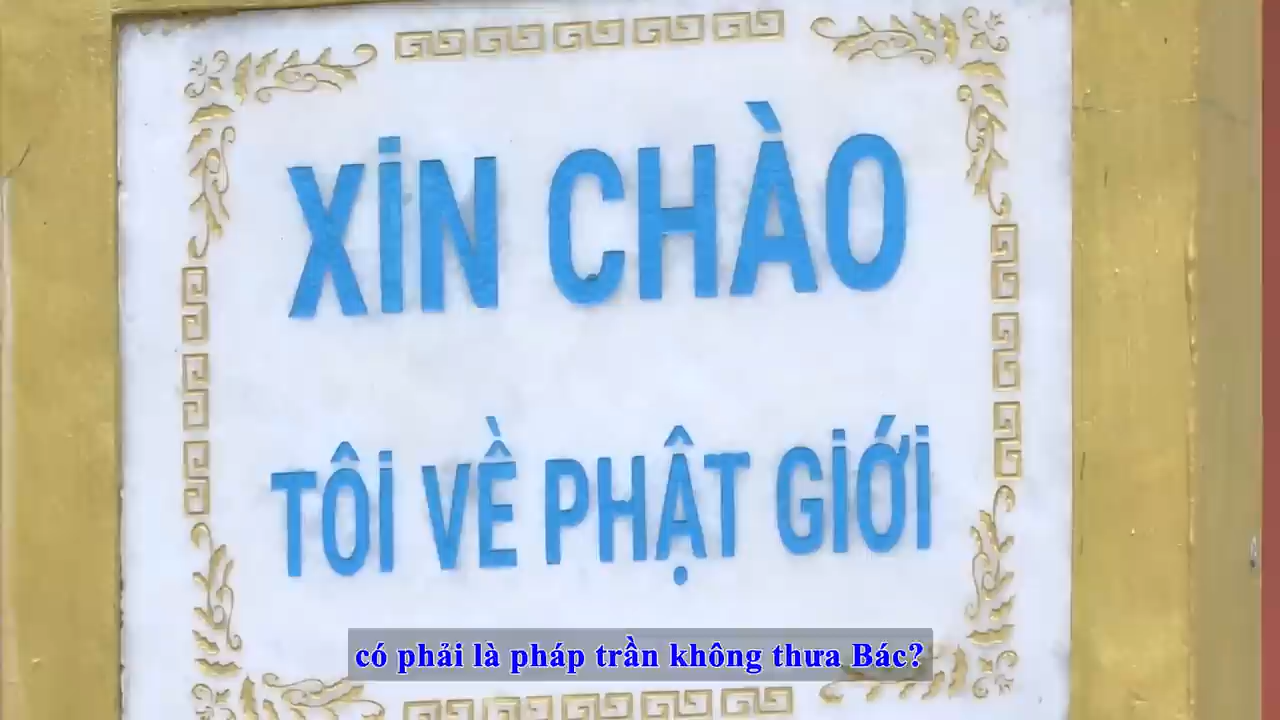 XIN CHÀO
TÔI VỀ PHẬT GIỚI
có phải là pháp trần không thưa Bác?